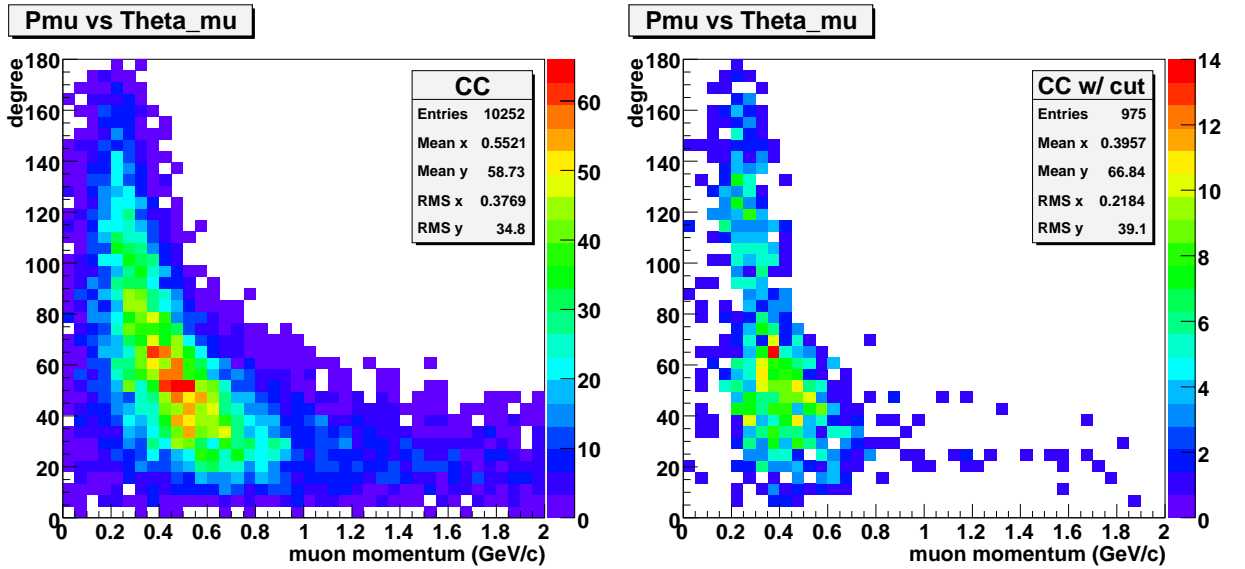 Pmu vs Theta_mu
degree
180
160
140
120
100
80
60
40
20
0
CC
Entries 10252
Mean x 0.5521
Mean y 58.73
RMS x 0.3769
RMS y 34.8
60
50
40
30
20
10
0
0 0.2 0.4 0.6 0.8 1 1.2 1.4 1.6 1.8 2
muon momentum (GeV/c)
Pmu vs Theta_mu
degree
180
160
140
120
100
80
60
40
20
0
CC w/ cut
Entries 975
Mean x 0.3957
Mean y 66.84
RMS x 0.2184
RMS y 39.1
14
12
10
8
6
4
2
0
0 0.2 0.4 0.6 0.8 1 1.2 1.4 1.6 1.8 2
muon momentum (GeV/c)